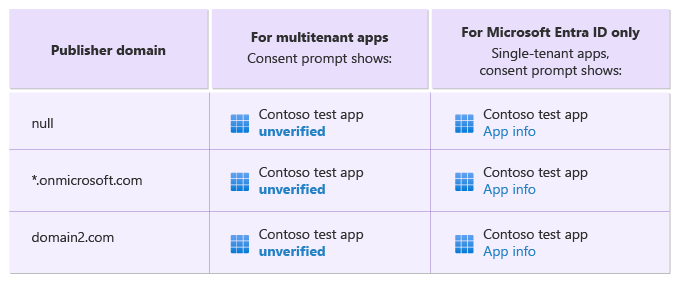 Publisher domain
For multitenant apps
Consent prompt shows:
For Microsoft Entra ID only
Single-tenant apps,
consent prompt shows:
null
Contoso test app
unverified
Contoso test app
App info
*.onmicrosoft.com
Contoso test app
unverified
Contoso test app
App info
domain2.com
Contoso test app
unverified
Contoso test app
App info